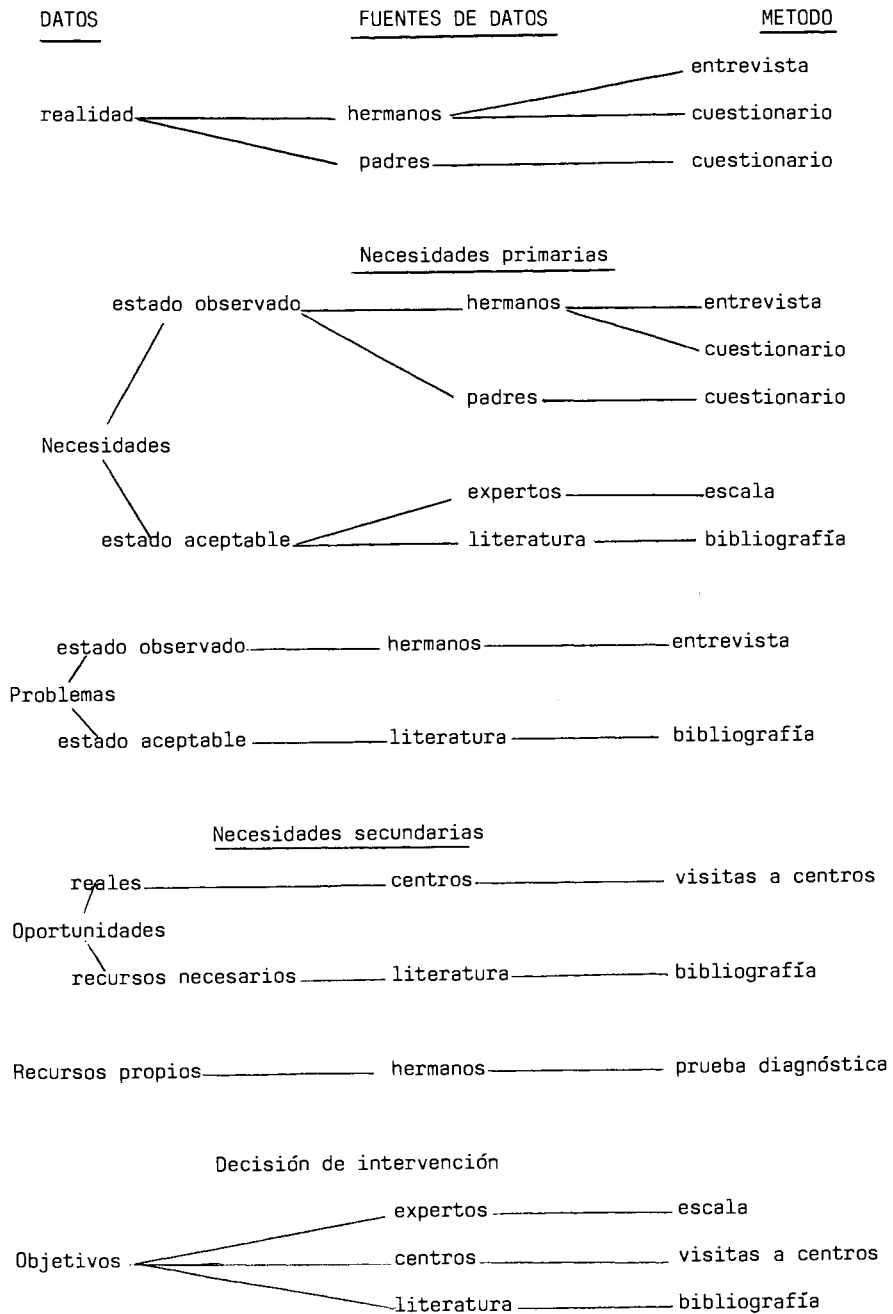 DATOS FUENTES DE DATOS METODO
entrevista
realidad hermanos cuestionario
padres cuestionario
Necesidades primarias
estado observado hermanos entrevista
cuestionario
padres cuestionario
Necesidades
expertos escala
estado aceptable literatura bibliografía
estado observado hermanos entrevista
Problemas
estado aceptable literatura bibliografía
Necesidades secundarias
reales centros visitas a centros
Oportunidades
recursos necesarios literatura bibliografía
Recursos propios hermanos prueba diagnóstica
Decisión de intervención
expertos escala
Objetivos centros visitas a centros
literatura bibliografía